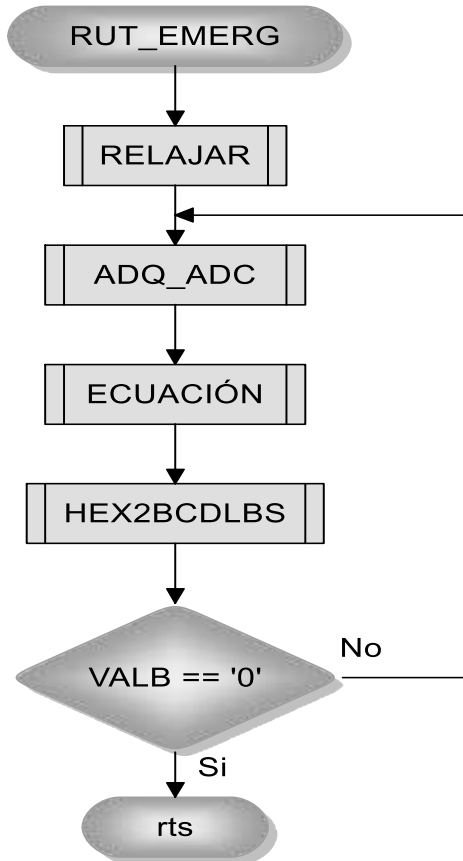 RUT_EMERG
RELAJAR
ADQ_ADC
ECUACIÓN
HEX2BCDLBS
VALB == '0'
No
Si
rts